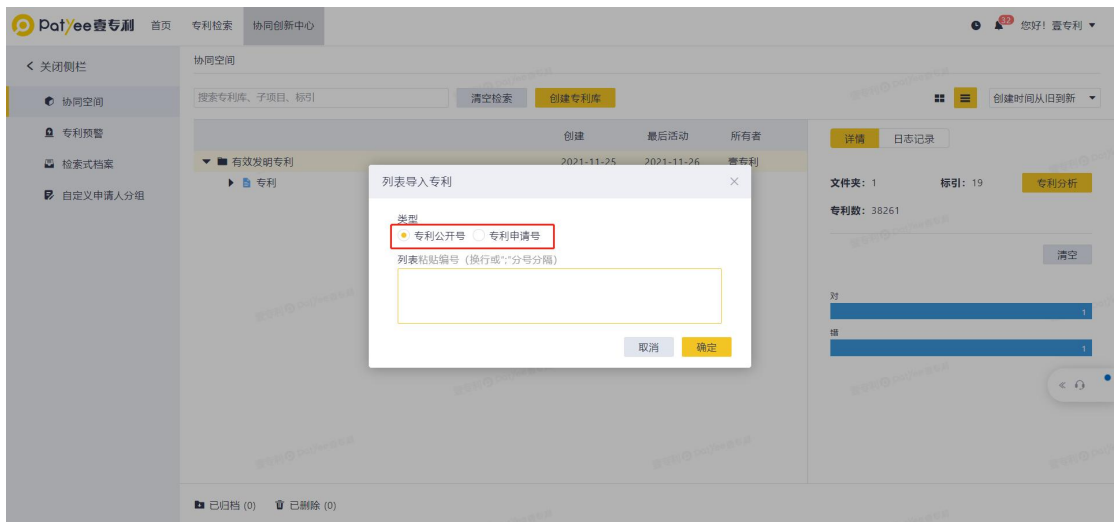 Patyee壹专利 首页 专利检索 协同创新中心 32 您好！壹专利
关闭侧栏
协同空间
专利预警
检索式档案
自定义申请人分组
协同空间
搜索专利库、子项目、标引 清空检索 创建专利库 创建时间从旧到新
创建 最后活动 所有者
有效发明专利 2021-11-25 2021-11-26 壹专利
专利
列表导入专利
类型
专利公开号 专利申请号
列表粘贴编号（换行或";"分号分隔）
取消 确定
详情 日志记录
文件夹：1 标引：19 专利分析
专利数：38261
清空
对
1
措
1
已归档 (0) 已删除 (0)